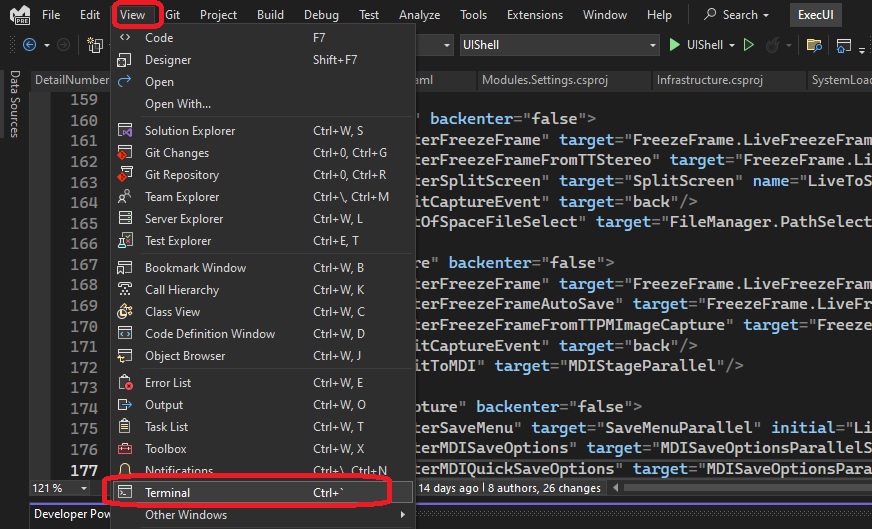 File Edit View Git Project Build Debug Test Analyze Tools Extensions Window Help Search ExecUI
PRE
Code F7
UIShell UIShell
Designer Shift+F7
Data Sources
DetailNumber
Open
aml Modules.Settings.csproj Infrastructure.csproj SystemLoa
Open With...
159
160 " backenter="false">
Solution Explorer Ctrl+W, S
161 terFreezeFrame" target="FreezeFrame.LiveFreezeFram
Git Changes Ctrl+0, Ctrl+G
162 terFreezeFrameFromTTStereo" target="FreezeFrame.Li
Git Repository Ctrl+0, Ctrl+R
163 terSplitScreen" target="SplitScreen" name="LiveToS
Team Explorer Ctrl+\, Ctrl+M
164 itCaptureEvent" target="back"/>
Server Explorer Ctrl+W, L
165 tOfSpaceFileSelect" target="FileManager.PathSelect
Test Explorer Ctrl+E, T
166
167 re" backenter="false">
Bookmark Window Ctrl+W, B
168 terFreezeFrame" target="FreezeFrame.LiveFreezeFram
Call Hierarchy Ctrl+W, K
169 terFreezeFrameAutoSave" target="FreezeFrame.LiveFr
Class View Ctrl+W, C
170 terFreezeFrameFromTTPMImageCapture" target="Freeze
Code Definition Window Ctrl+W, D
171 itCaptureEvent" target="back"/>
Object Browser Ctrl+W, J
172 itToMDI" target="MDIStageParallel"/>
173
Error List Ctrl+W, E
174 pture" backenter="false">
Output Ctrl+W, O
175 terSaveMenu" target="SaveMenuParallel" initial="Li
Task List Ctrl+W, T
176 terMDISaveOptions" target="MDISaveOptionsParallelS
Toolbox Ctrl+W, X
177 terMDIQuickSaveOptions" target="MDISaveOptionsPara
Notifications Ctrl+\, Ctrl+N
121 % 14 days ago | 8 authors, 26 changes
Terminal Ctrl+`
Developer Pow
Other Windows